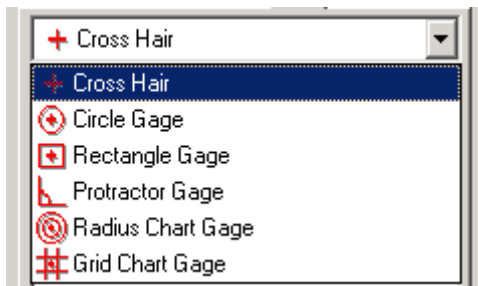 Cross Hair
Cross Hair
Circle Gage
Rectangle Gage
Protractor Gage
Radius Chart Gage
Grid Chart Gage